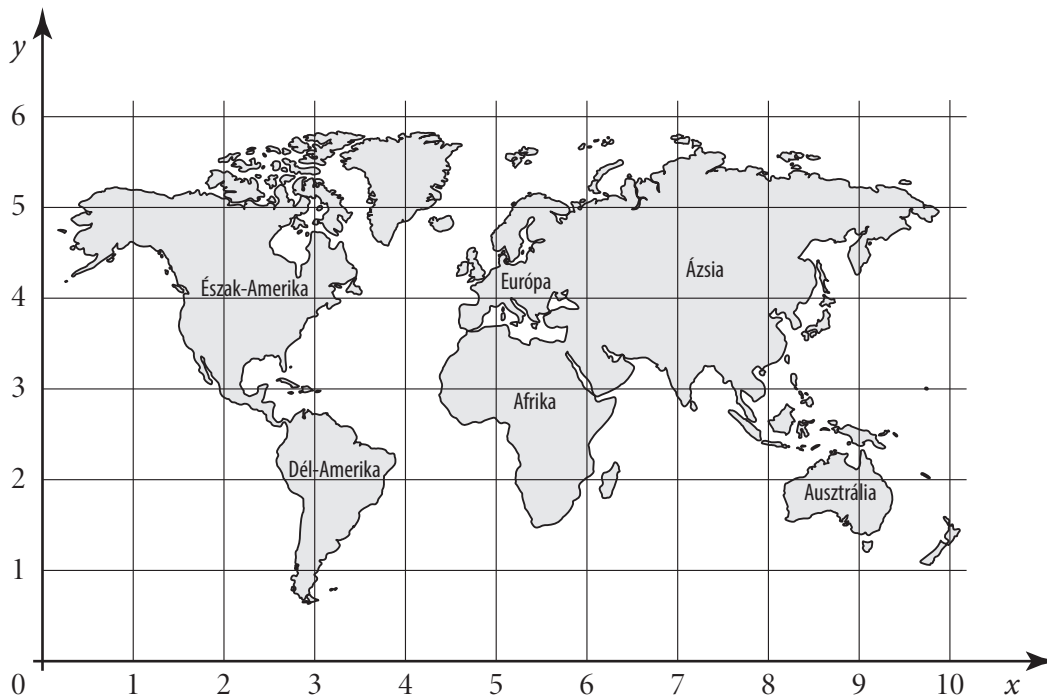 y
6
5
4
3
2
1
0
1 2 3 4 5 6 7 8 9 10 x
Észak-Amerika
Európa
Ázsia
Afrika
Dél-Amerika
Ausztrália